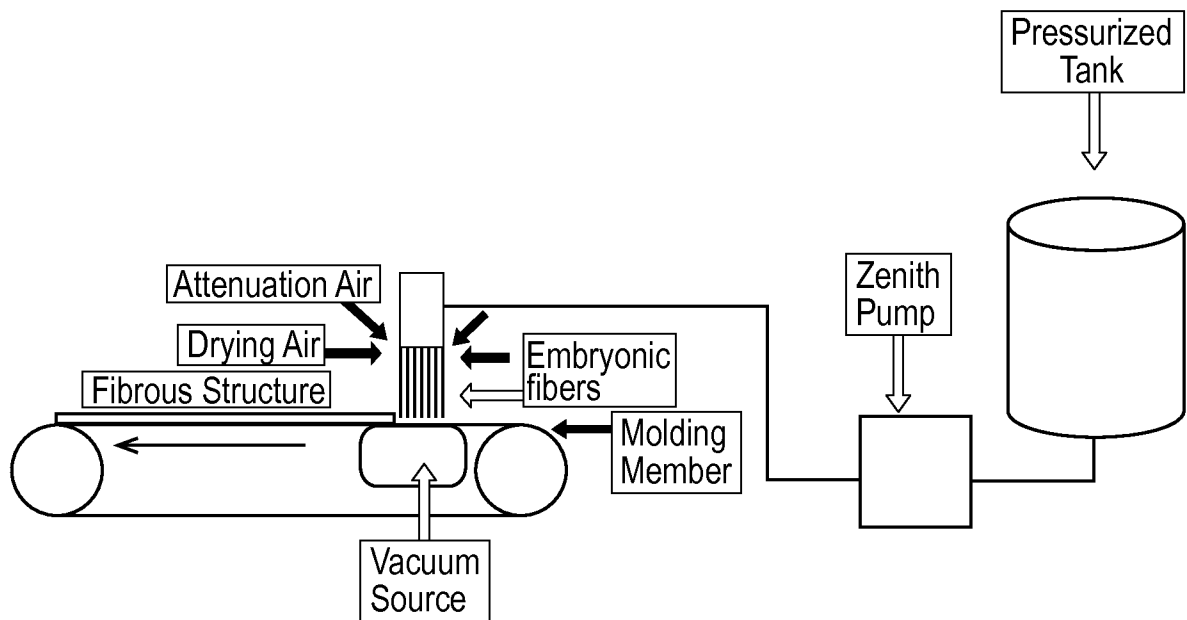 Pressurized
Tank
Zenith
Pump
Attenuation Air
Drying Air
Embryonic
fibers
Fibrous Structure
Molding
Member
Vacuum
Source